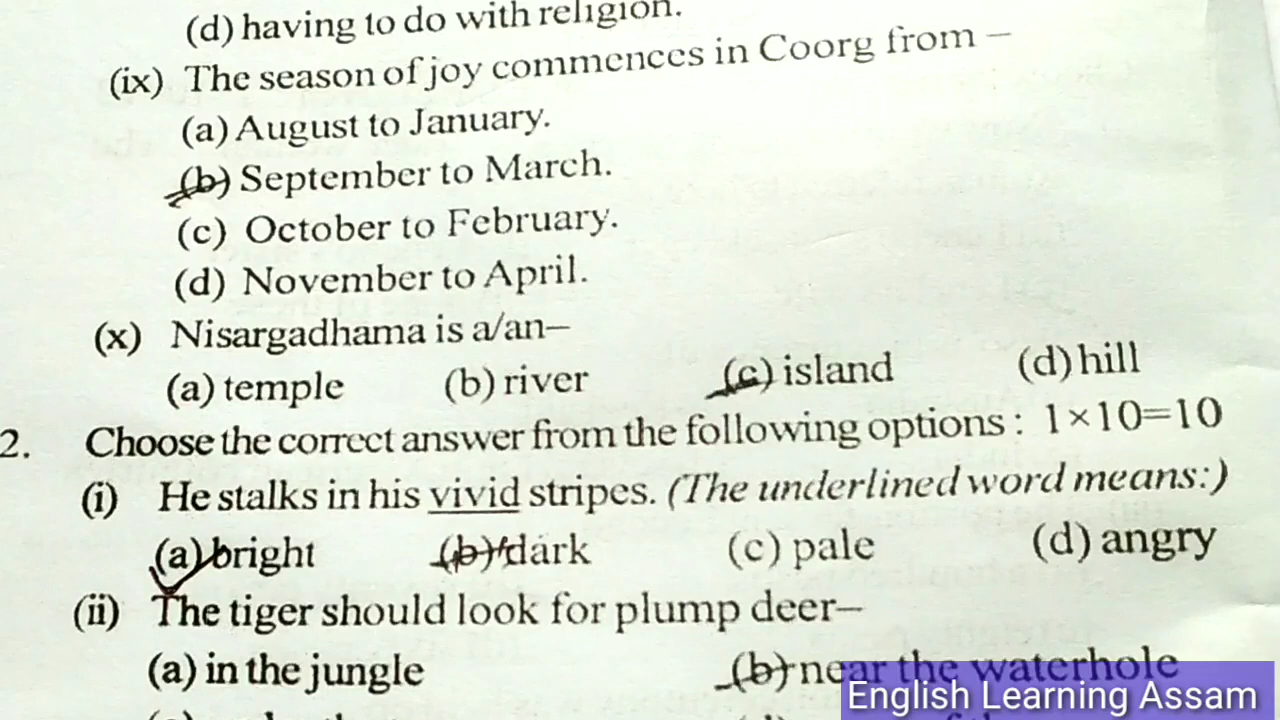 (d) having to do with religion.
(ix) The season of joy commences in Coorg from –
(a) August to January.
(b) September to March.
(c) October to February.
(d) November to April.
(x) Nisargadhama is a/an–
(a) temple (b) river (c) island (d) hill
2. Choose the correct answer from the following options : 1×10=10
(i) He stalks in his vivid stripes. (The underlined word means:)
(a) bright (b) dark (c) pale (d) angry
(ii) The tiger should look for plump deer–
(a) in the jungle (b) near the waterhole
English Learning Assam